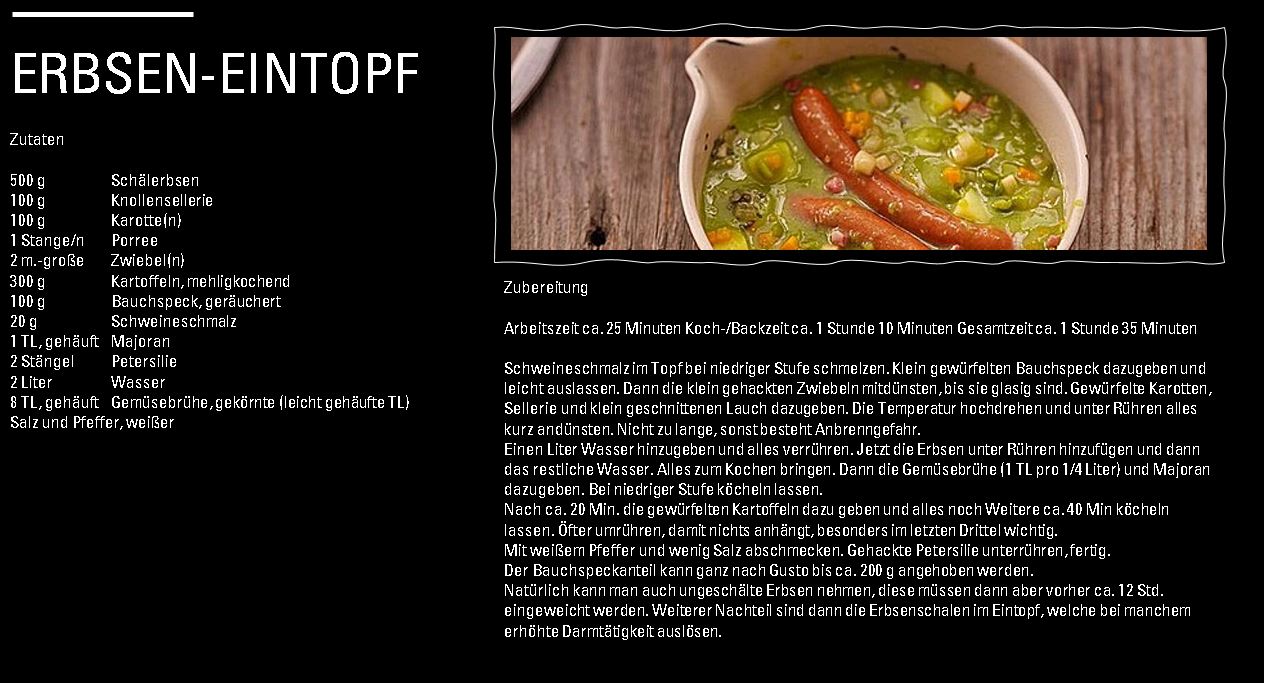 ERBSEN-EINTOPF
Zutaten
500 g Schälerbsen
100 g Knollensellerie
100 g Karotte(n)
1 Stange/n Porree
2 m.-große Zwiebel(n)
300 g Kartoffeln, mehligkochend
100 g Bauchspeck, geräuchert
20 g Schweineschmalz
1 TL, gehäuft Majoran
2 Stängel Petersilie
2 Liter Wasser
8 TL, gehäuft Gemüsebrühe, gekörnte (leicht gehäufte TL)
Salz und Pfeffer, weißer
Zubereitung
Arbeitszeit ca. 25 Minuten Koch-/Backzeit ca. 1 Stunde 10 Minuten Gesamtzeit ca. 1 Stunde 35 Minuten
Schweineschmalz im Topf bei niedriger Stufe schmelzen. Klein gewürfelten Bauchspeck dazugeben und
leicht auslassen. Dann die klein gehackten Zwiebeln mitdünsten, bis sie glasig sind. Gewürfelte Karotten,
Sellerie und klein geschnittenen Lauch dazugeben. Die Temperatur hochdrehen und unter Rühren alles
kurz andünsten. Nicht zu lange, sonst besteht Anbrenngefahr.
Einen Liter Wasser hinzugeben und alles verrühren. Jetzt die Erbsen unter Rühren hinzufügen und dann
das restliche Wasser. Alles zum Kochen bringen. Dann die Gemüsebrühe (1 TL pro 1/4 Liter) und Majoran
dazugeben. Bei niedriger Stufe köcheln lassen.
Nach ca. 20 Min. die gewürfelten Kartoffeln dazu geben und alles noch Weitere ca. 40 Min köcheln
lassen. Öfter umrühren, damit nichts anhängt, besonders im letzten Drittel wichtig.
Mit weißem Pfeffer und wenig Salz abschmecken. Gehackte Petersilie unterrühren, fertig.
Der Bauchspeckanteil kann ganz nach Gusto bis ca. 200 g angehoben werden.
Natürlich kann man auch ungeschälte Erbsen nehmen, diese müssen dann aber vorher ca. 12 Std.
eingeweicht werden. Weiterer Nachteil sind dann die Erbsenschalen im Eintopf, welche bei manchem
erhöhte Darmtätigkeit auslösen.